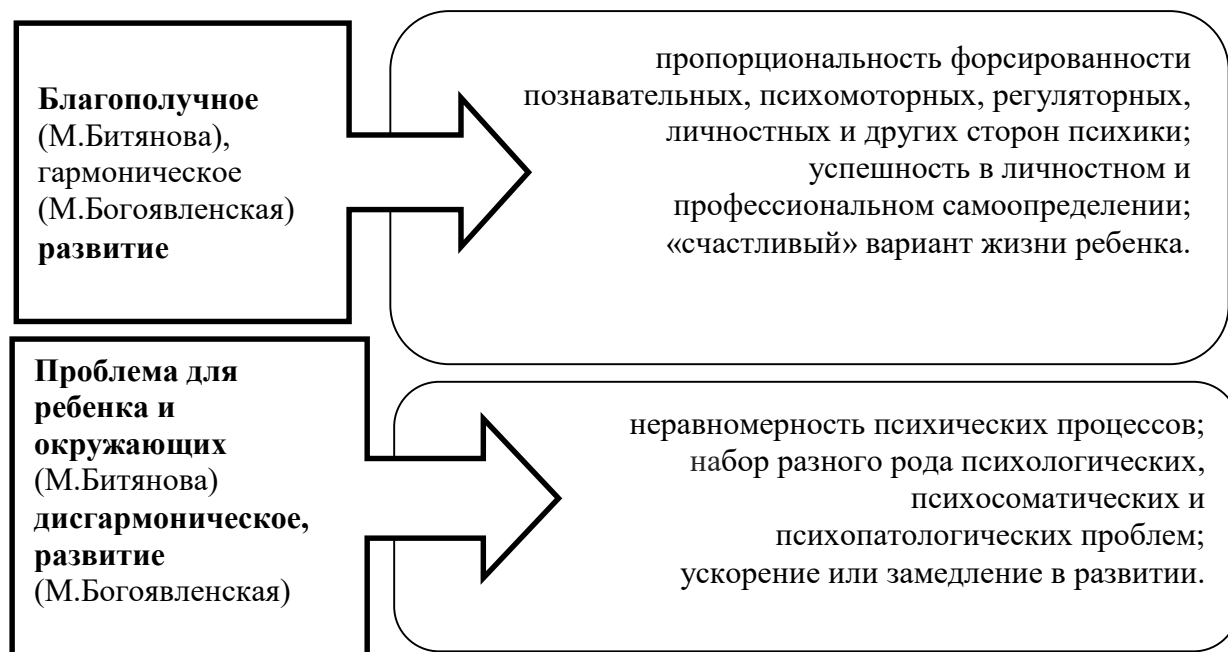 Благополучное
(М.Битянова),
гармоническое
(М.Богоявленская)
развитие
пропорциональность форсированности
познавательных, психомоторных, регуляторных,
личностных и других сторон психики;
успешность в личностном и
профессиональном самоопределении;
«счастливый» вариант жизни ребенка.
Проблема для
ребенка и
окружающих
(М.Битянова)
дисгармоническое,
развитие
(М.Богоявленская)
неравномерность психических процессов;
набор разного рода психологических,
психосоматических и
психопатологических проблем;
ускорение или замедление в развитии.